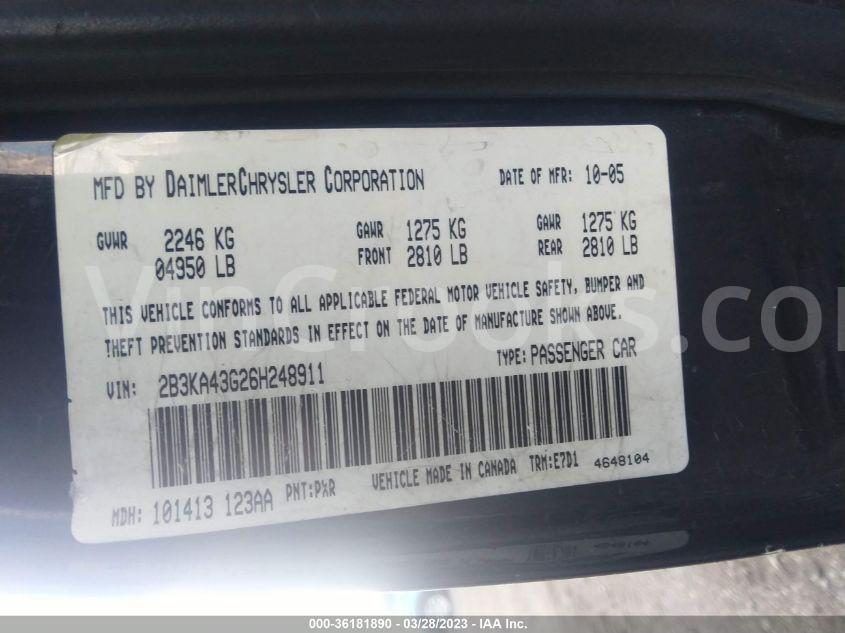 MFD BY DAIMLERCHRYSLER CORPORATION DATE OF MFR: 10-05
GVWR 2246 KG GAWR 1275 KG GAWR 1275 KG
04950 LB FRONT 2810 LB REAR 2810 LB
THIS VEHICLE CONFORMS TO ALL APPLICABLE FEDERAL MOTOR VEHICLE SAFETY, BUMPER AND
THEFT PREVENTION STANDARDS IN EFFECT ON THE DATE OF MANUFACTURE SHOWN ABOVE.
VIN: 2B3KA43G26H248911 TYPE: PASSENGER CAR
MDH: 101413 123AA PNT: PXR VEHICLE MADE IN CANADA TRM:E7D1 4648104
VinCrooks.com
000-36181890 - 03/28/2023 - IAA Inc.